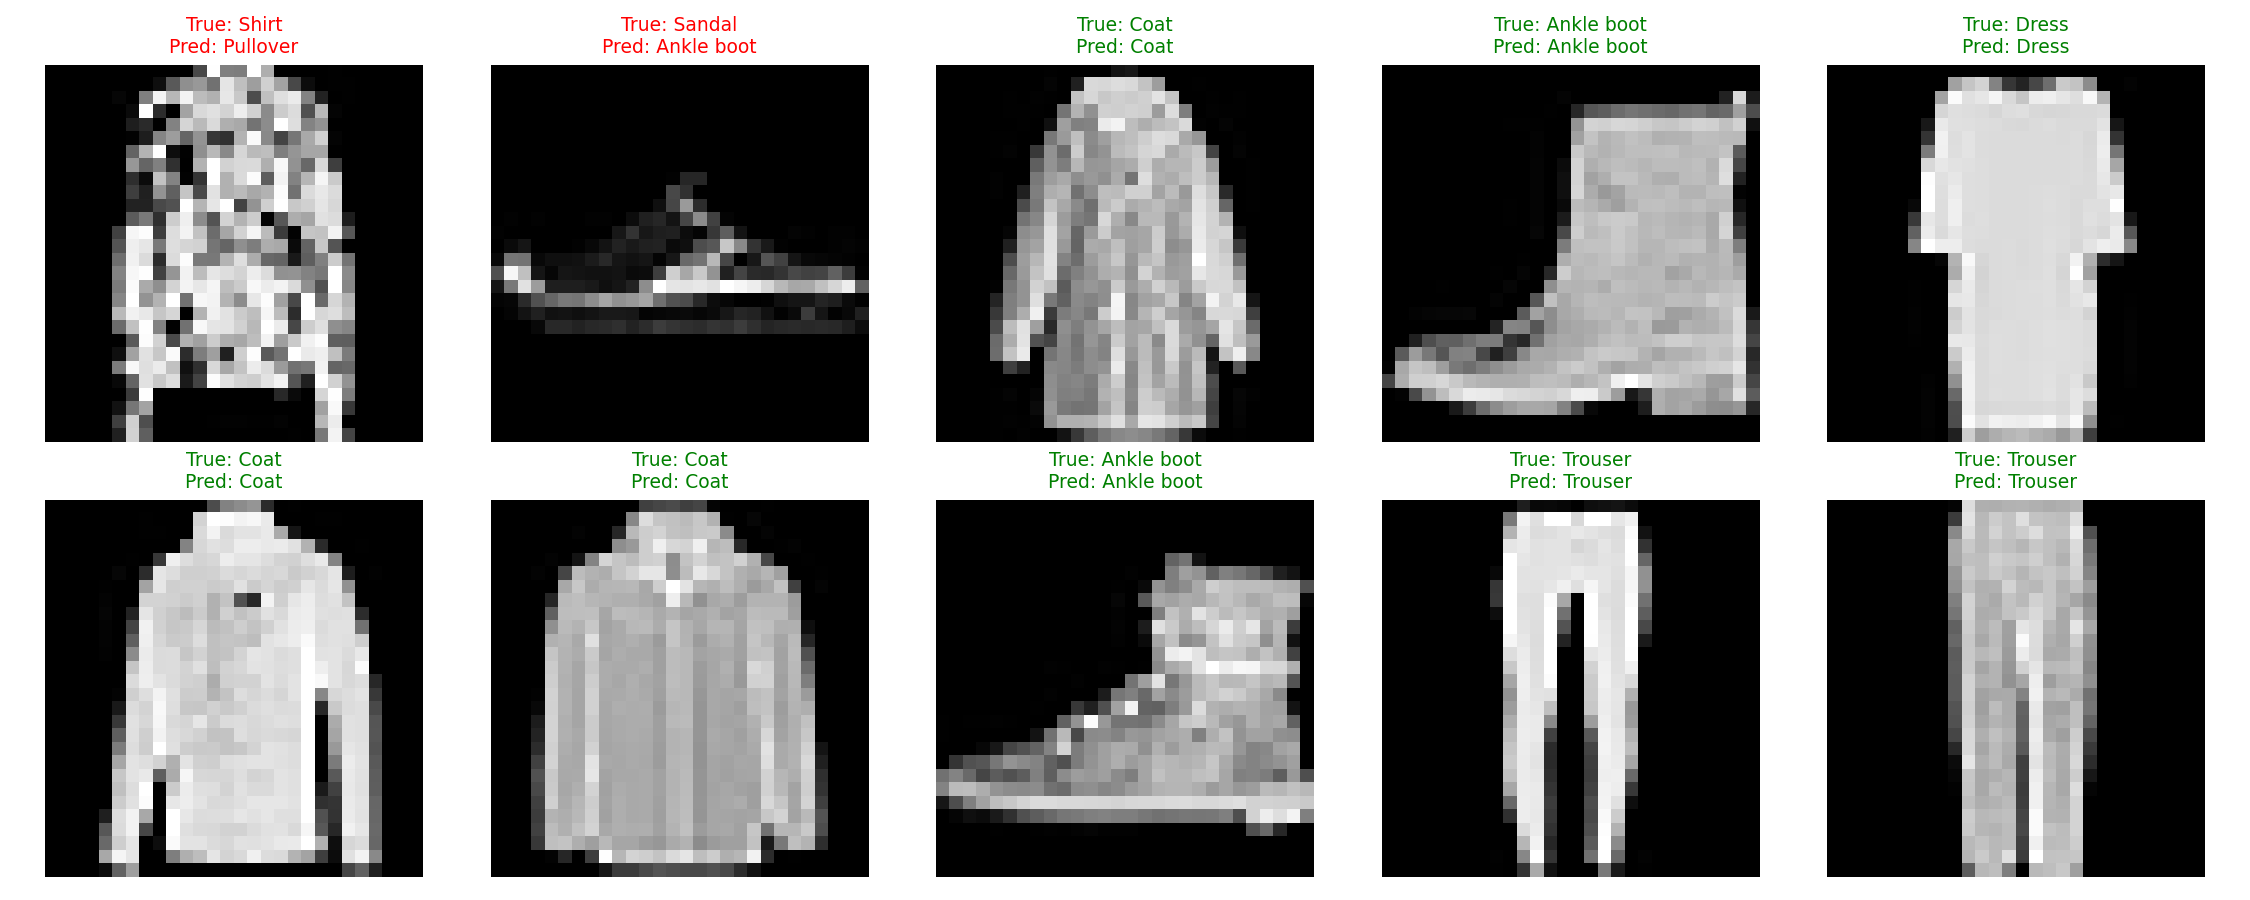 True: Shirt
Pred: Pullover
True: Sandal
Pred: Ankle boot
True: Coat
Pred: Coat
True: Ankle boot
Pred: Ankle boot
True: Dress
Pred: Dress
True: Coat
Pred: Coat
True: Coat
Pred: Coat
True: Ankle boot
Pred: Ankle boot
True: Trouser
Pred: Trouser
True: Trouser
Pred: Trouser